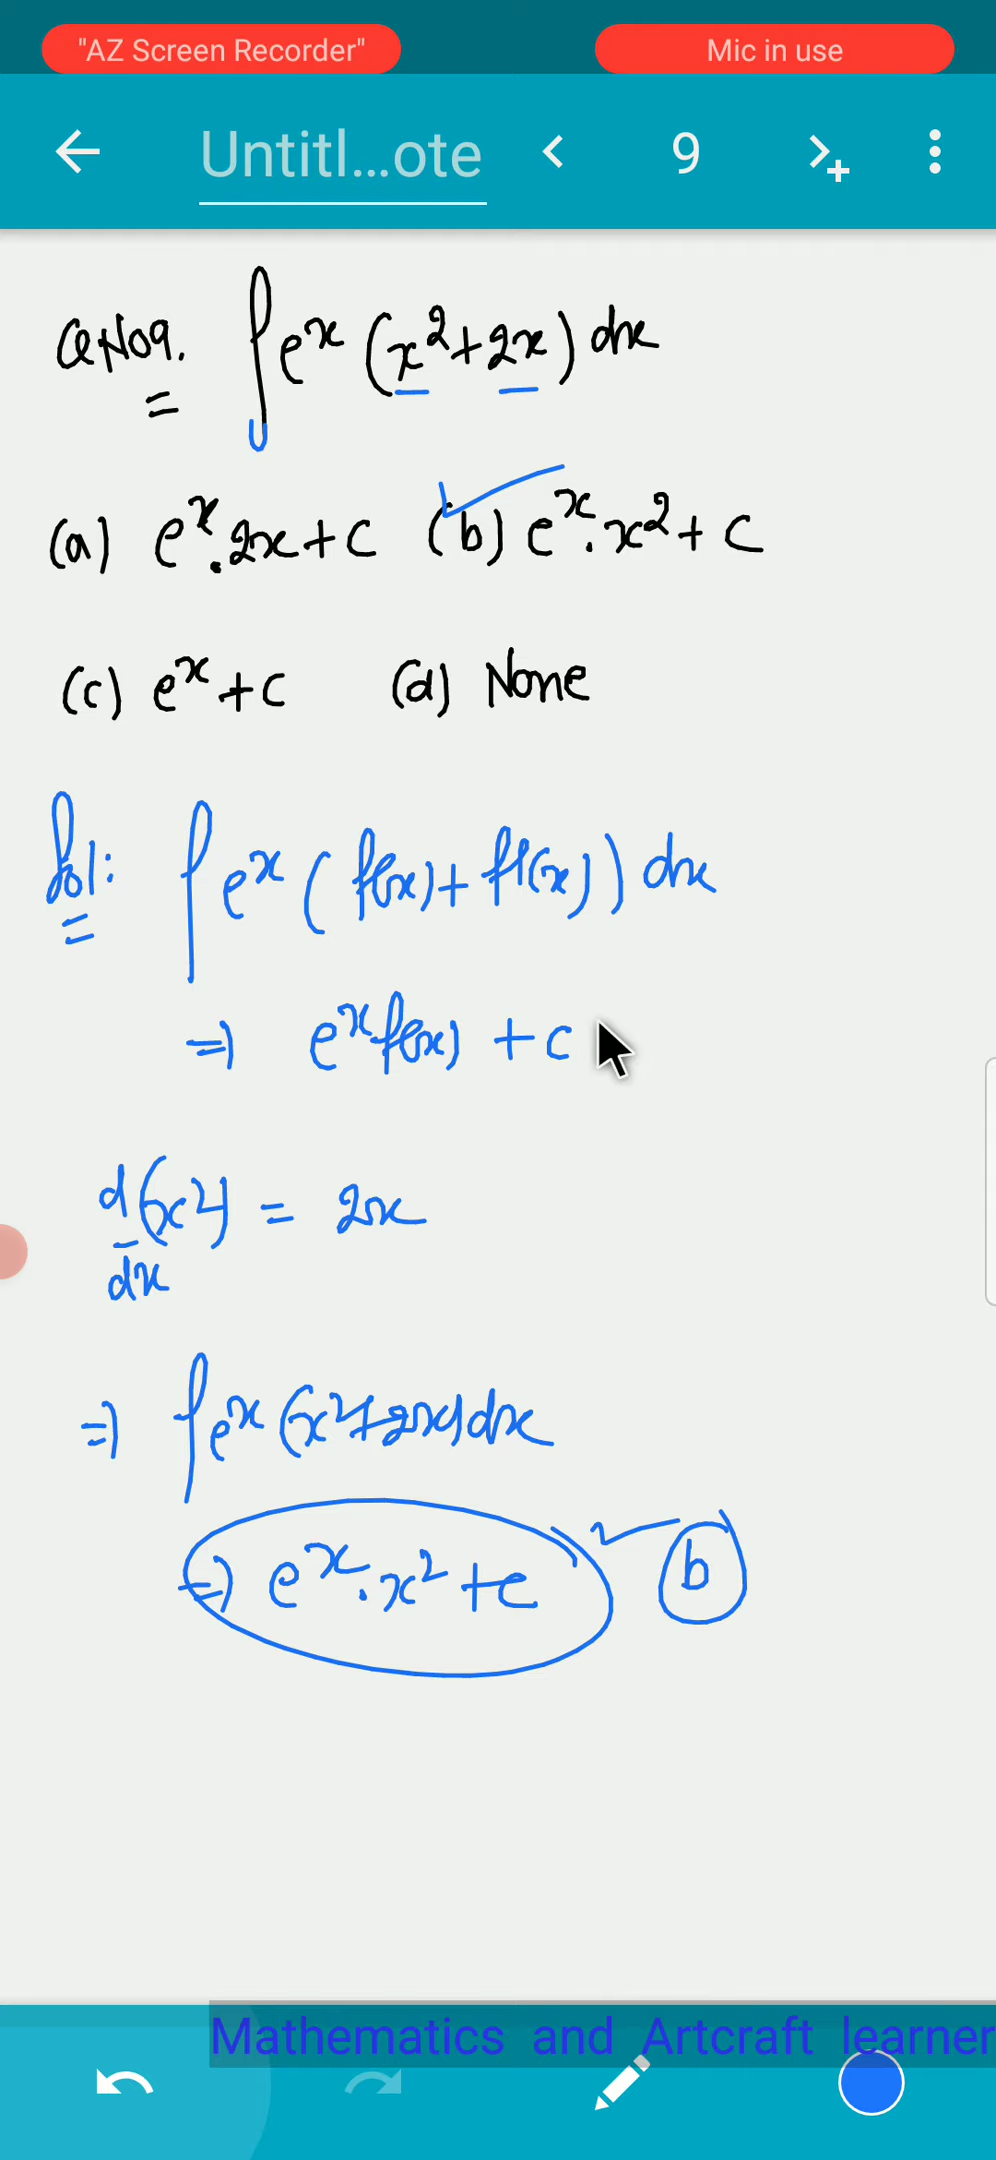 "AZ Screen Recorder" Mic in use
Untitl...ote < 9 >+
QNo9. ∫e^x (x^2+2x) dx
(a) e^x.2x+c (b) e^x.x^2+c
(c) e^x+c (d) None
Sol: ∫e^x (f(x)+f'(x)) dx
⇒ e^x f(x) +c
d/dx (x^2) = 2x
⇒ ∫e^x (x^2+2x) dx
⇒ e^x.x^2+c b
Mathematics and Artcraft learner